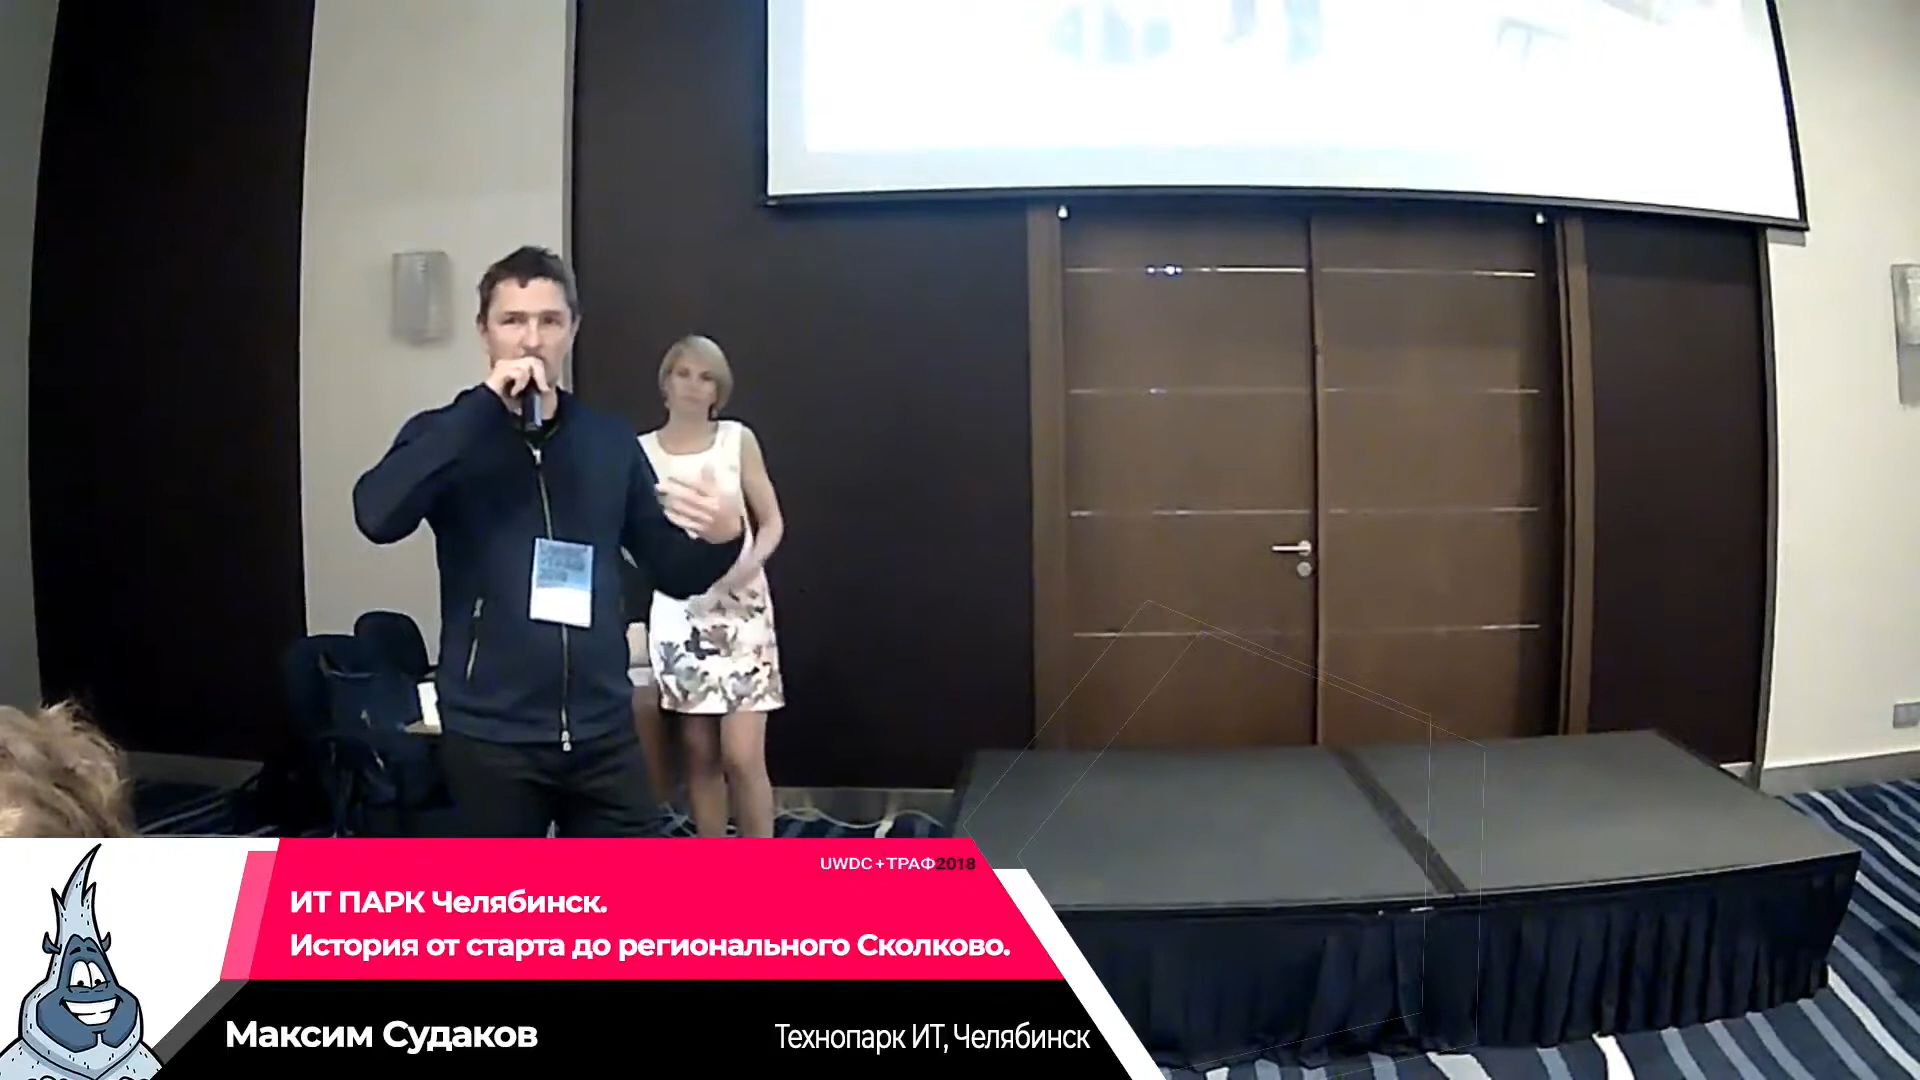 UWDC+ТРАФ2018
ИТ ПАРК Челябинск.
История от старта до регионального Сколково.
Максим Судаков
Технопарк ИТ, Челябинск